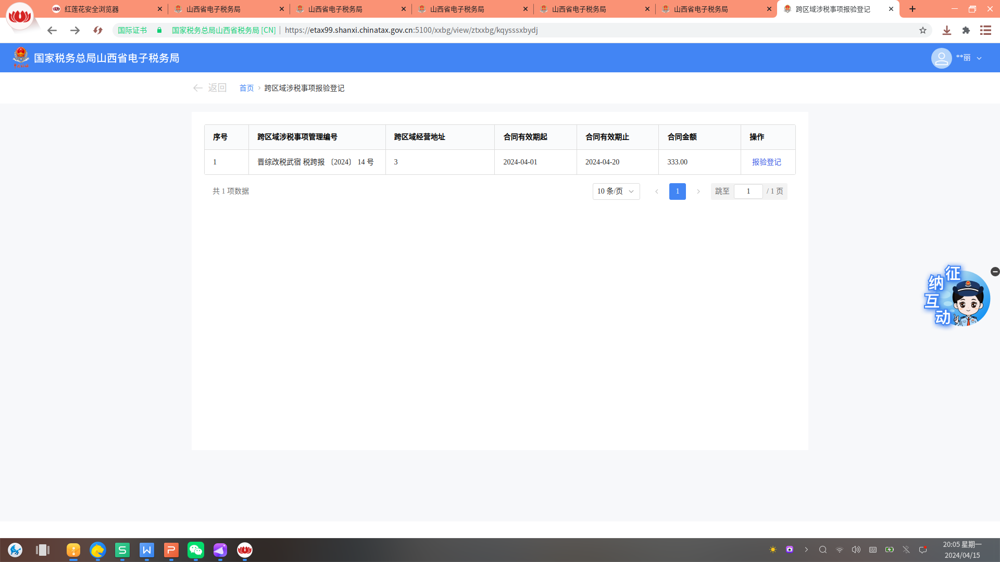 红莲花安全浏览器
山西省电子税务局
山西省电子税务局
山西省电子税务局
山西省电子税务局
山西省电子税务局
跨区域涉税事项报验登记
国际证书 国家税务总局山西省税务局 [CN] https://etax99.shanxi.chinatax.gov.cn:5100/xxbg/view/ztxxbg/kqysssxbydj
国家税务总局山西省电子税务局
**丽
返回 首页 跨区域涉税事项报验登记
序号 跨区域涉税事项管理编号 跨区域经营地址 合同有效期起 合同有效期止 合同金额 操作
1 晋综改税武宿 税跨报 〔2024〕 14 号 3 2024-04-01 2024-04-20 333.00 报验登记
共 1 项数据 10 条/页 1 跳至 1 / 1 页
征纳互动
20:05 星期一
2024/04/15